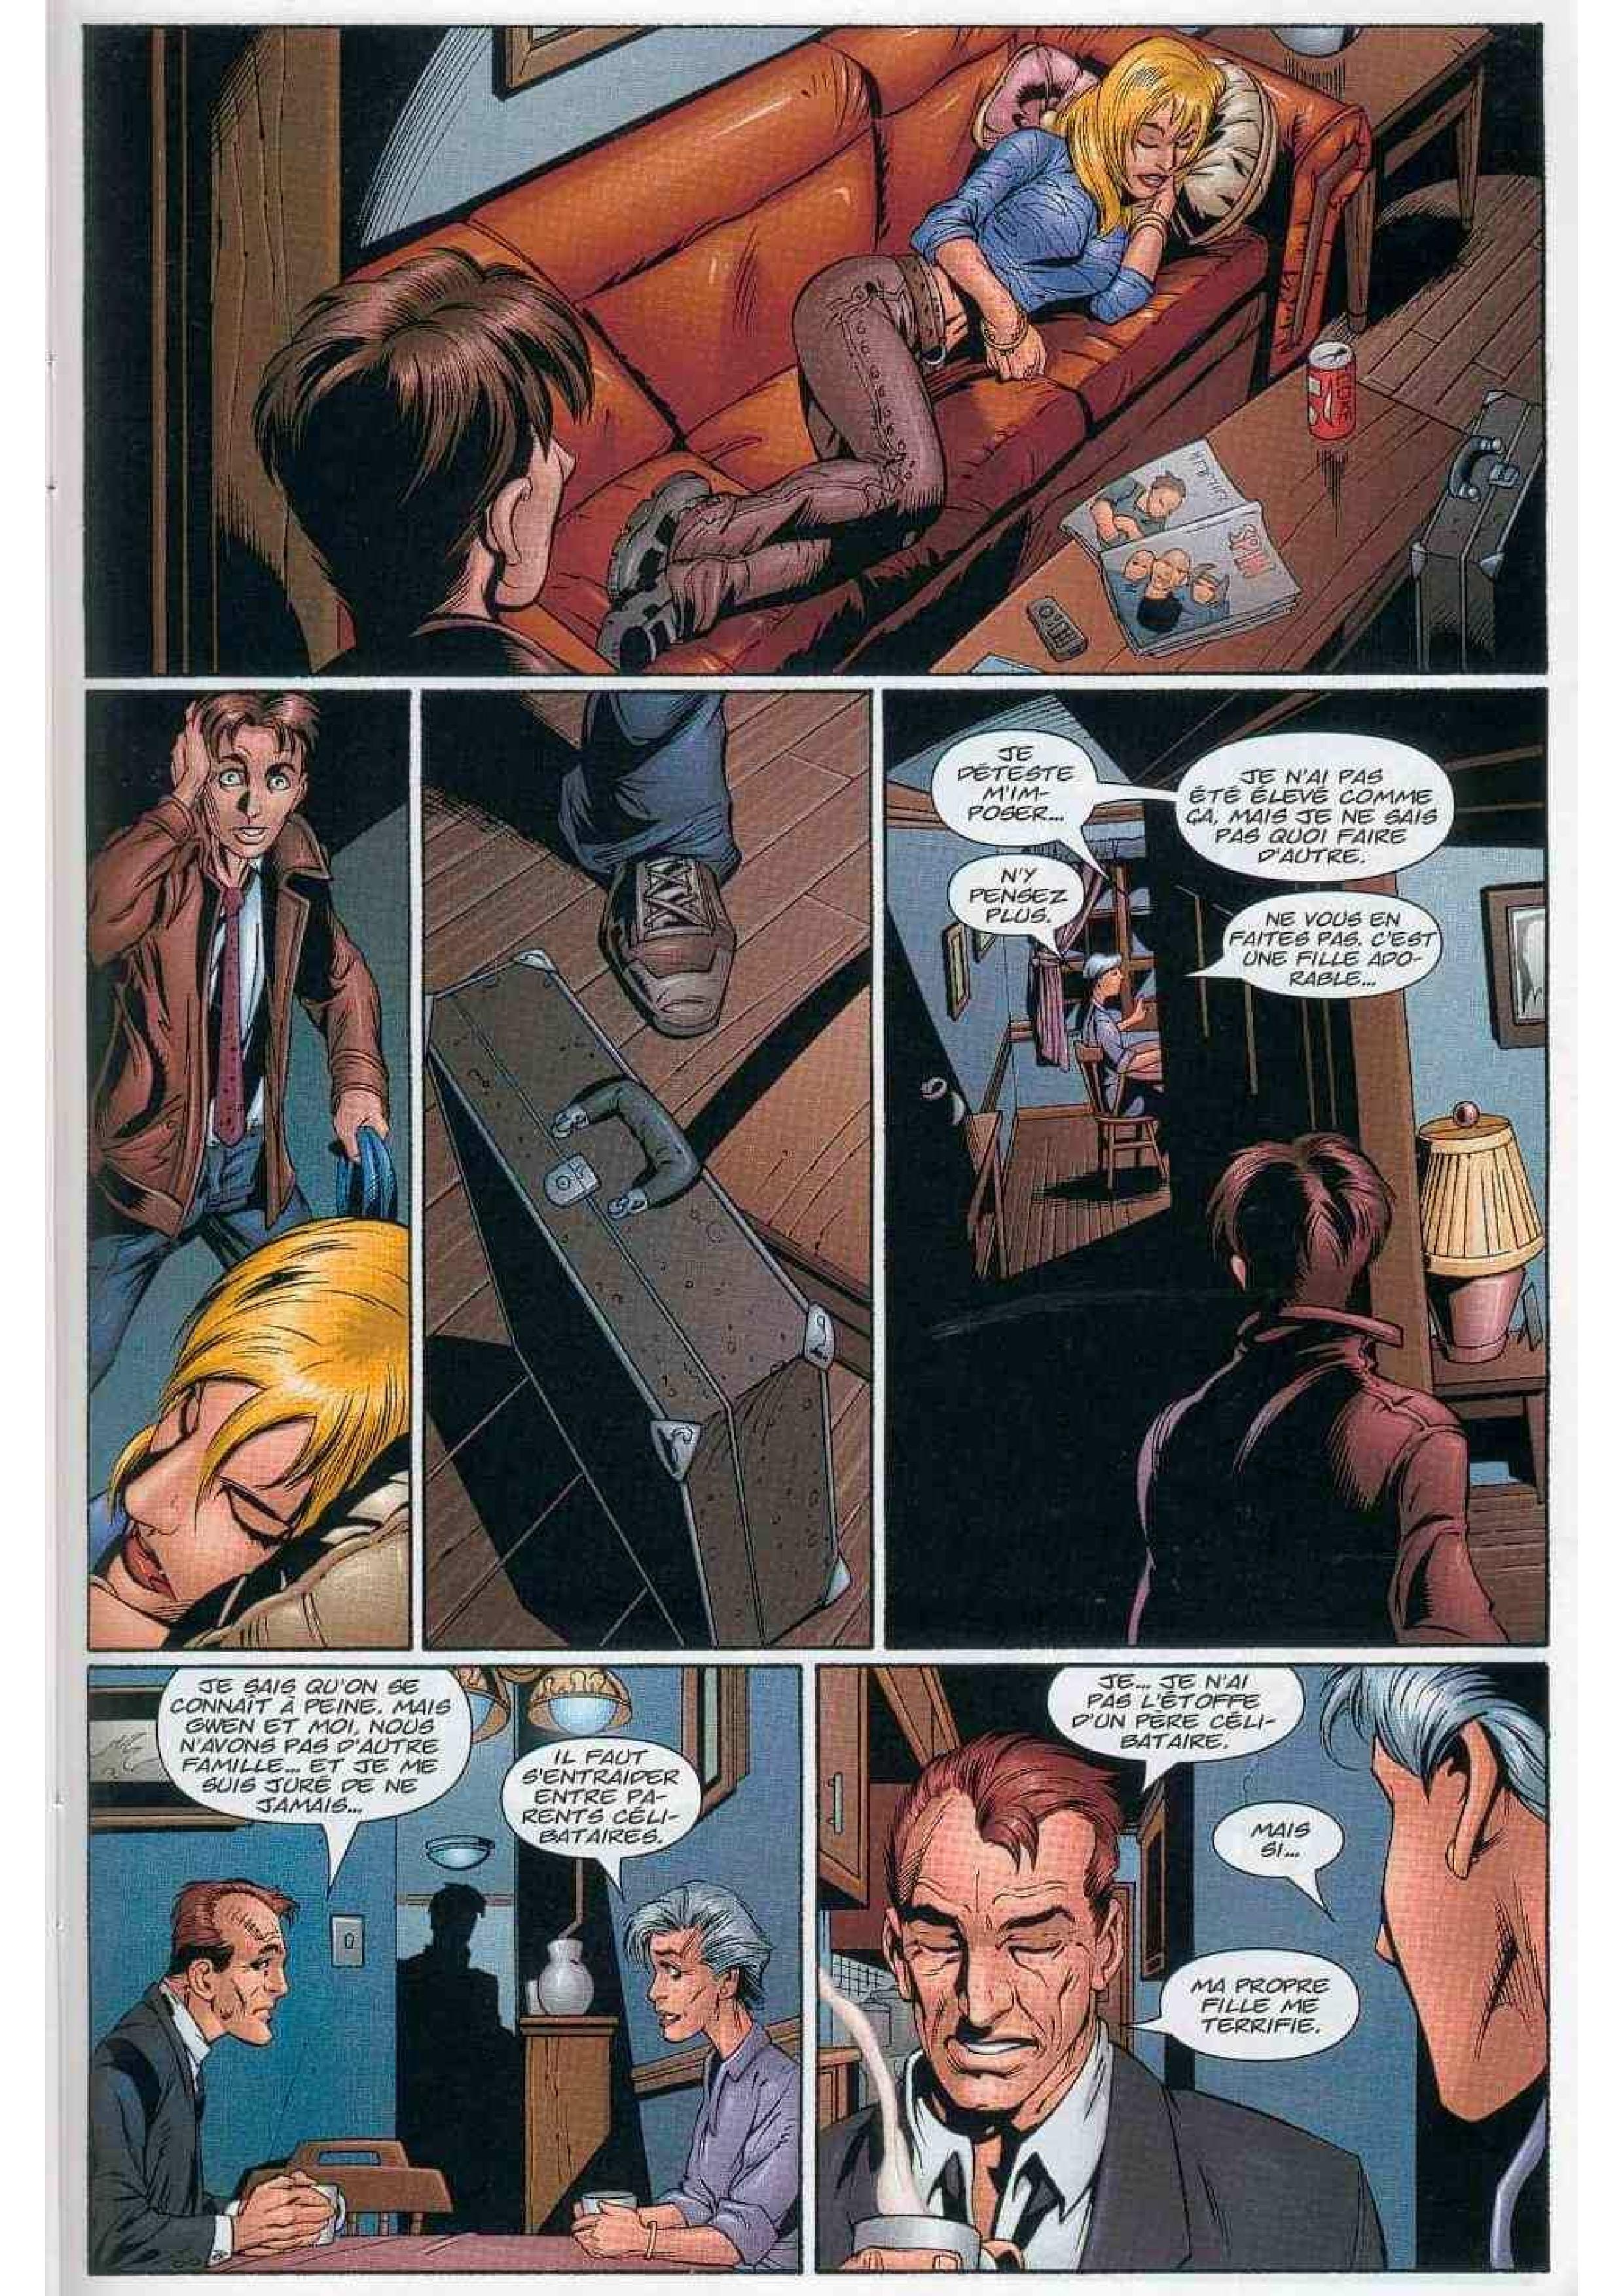 JE
DÉTESTE
M'IM-
POSER...
JE N'AI PAS
ÉTÉ ÉLEVÉ COMME
ÇA, MAIS JE NE SAIS
PAS QUOI FAIRE
D'AUTRE.
N'Y
PENSEZ
PLUS.
NE VOUS EN
FAITES PAS. C'EST
UNE FILLE ADO-
RABLE...
JE SAIS QU'ON SE
CONNAÎT À PEINE. MAIS
GWEN ET MOI, NOUS
N'AVONS PAS D'AUTRE
FAMILLE... ET JE ME
SUIS JURÉ DE NE
JAMAIS...
IL FAUT
S'ENTRAIDER
ENTRE PA-
RENTS CÉLI-
BATAIRES.
JE... JE N'AI
PAS L'ÉTOFFE
D'UN PÈRE CÉLI-
BATAIRE.
MAIS
SI...
MA PROPRE
FILLE ME
TERRIFIE.